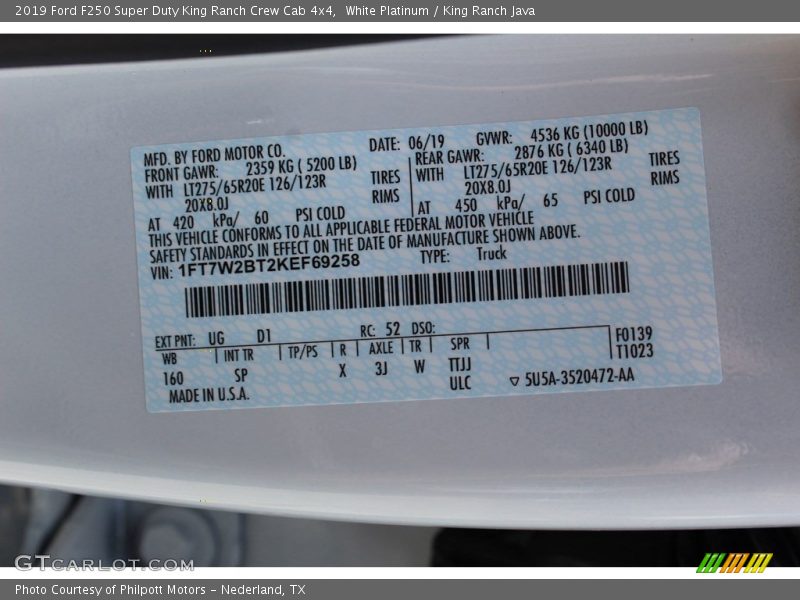 2019 Ford F250 Super Duty King Ranch Crew Cab 4x4, White Platinum / King Ranch Java
MFD. BY FORD MOTOR CO. DATE: 06/19 GVWR: 4536 KG (10000 LB)
FRONT GAWR: 2359 KG ( 5200 LB) REAR GAWR: 2876 KG ( 6340 LB)
WITH LT275/65R20E 126/123R TIRES WITH LT275/65R20E 126/123R TIRES
20X8.0J RIMS 20X8.0J RIMS
AT 420 kPa/ 60 PSI COLD AT 450 kPa/ 65 PSI COLD
THIS VEHICLE CONFORMS TO ALL APPLICABLE FEDERAL MOTOR VEHICLE
SAFETY STANDARDS IN EFFECT ON THE DATE OF MANUFACTURE SHOWN ABOVE.
VIN: 1FT7W2BT2KEF69258 TYPE: Truck
EXT PNT: UG D1 RC: 52 DSO: F0139
WB INT TR TP/PS R AXLE TR SPR T1023
160 SP X 3J W TTJJ
ULC 5U5A-3520472-AA
MADE IN U.S.A.
GTCARLOT.COM
Photo Courtesy of Philpott Motors - Nederland, TX